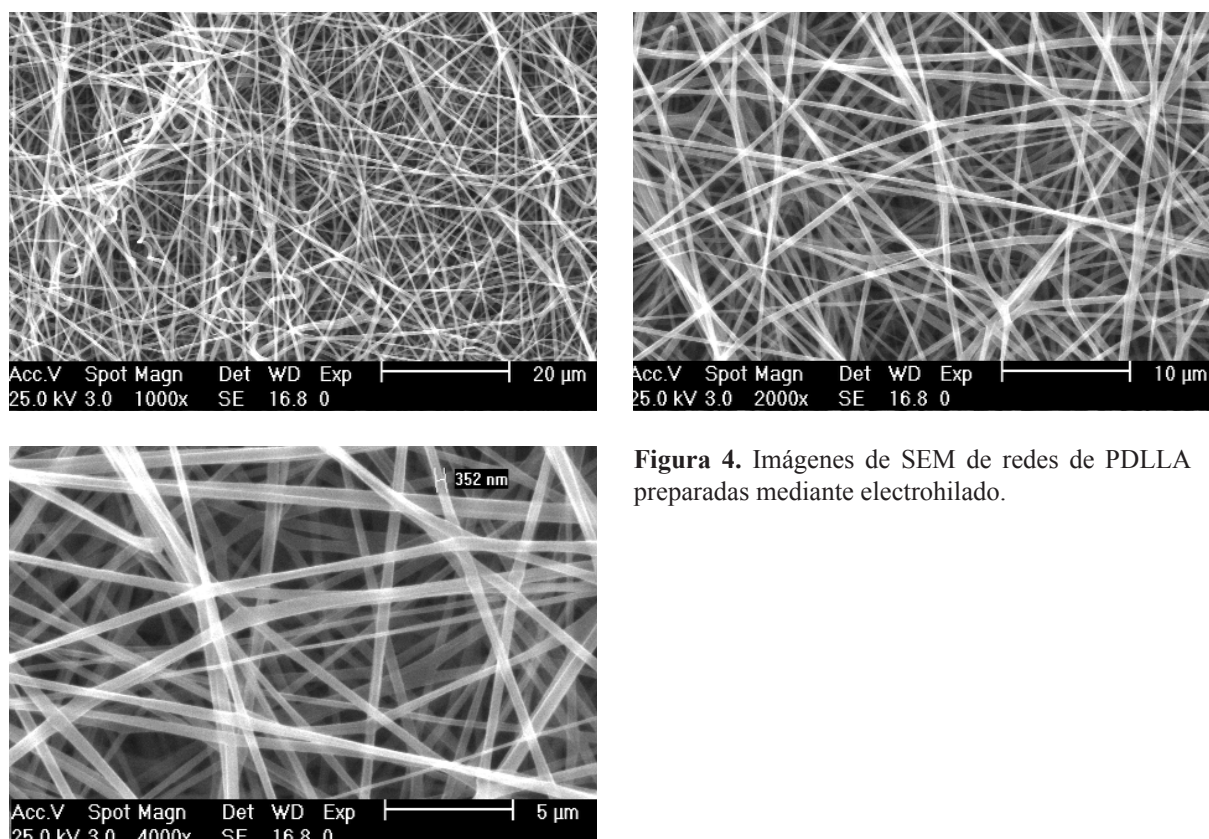 Acc.V Spot Magn Det WD Exp 20 µm
25.0 kV 3.0 1000x SE 16.8 0
Acc.V Spot Magn Det WD Exp 10 µm
25.0 kV 3.0 2000x SE 16.8 0
352 nm
Acc.V Spot Magn Det WD Exp 5 µm
25.0 kV 3.0 4000x SE 16.8 0
Figura 4. Imágenes de SEM de redes de PDLLA
preparadas mediante electrohilado.